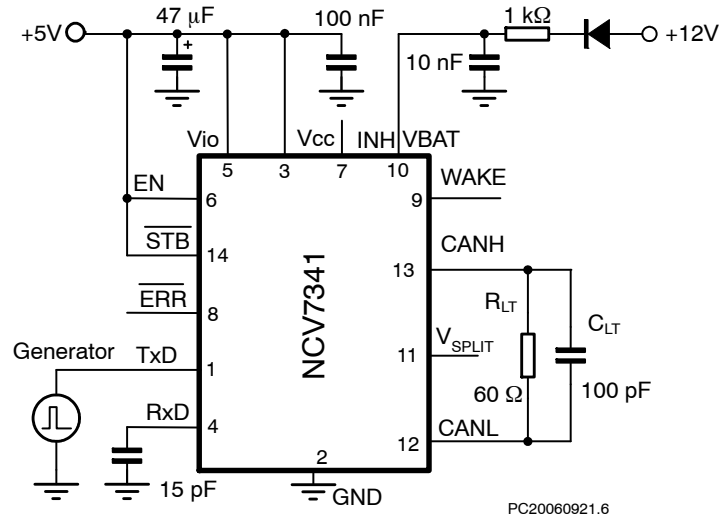 47 μF
100 nF
1 kΩ
+5V
+
+12V
10 nF
Vio
Vcc
INH
VBAT
5
3
7
10
EN
6
9
WAKE
STB
14
CANH
13
NCV7341
ERR
8
RLT
CLT
Generator
TxD
1
11
VSPLIT
60 Ω
100 pF
RxD
4
12
CANL
2
15 pF
GND
PC20060921.6